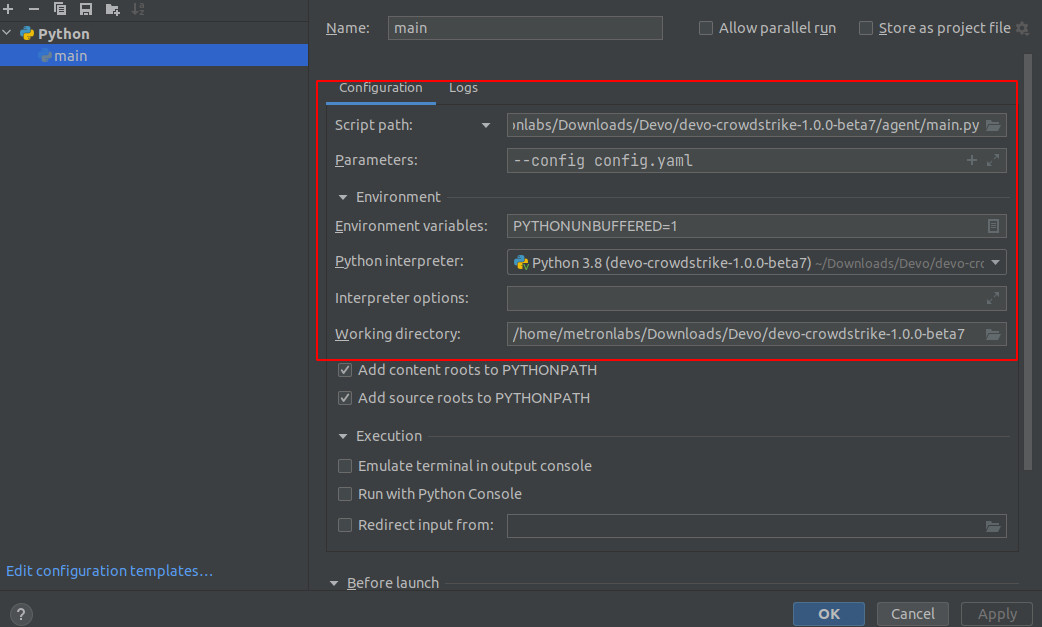 Python
main
Name: main Allow parallel run Store as project file
Configuration Logs
Script path: onlabs/Downloads/Devo/devo-crowdstrike-1.0.0-beta7/agent/main.py
Parameters: --config config.yaml
Environment
Environment variables: PYTHONUNBUFFERED=1
Python interpreter: Python 3.8 (devo-crowdstrike-1.0.0-beta7) ~/Downloads/Devo/devo-crc
Interpreter options:
Working directory: /home/metronlabs/Downloads/Devo/devo-crowdstrike-1.0.0-beta7
Add content roots to PYTHONPATH
Add source roots to PYTHONPATH
Execution
Emulate terminal in output console
Run with Python Console
Redirect input from:
Edit configuration templates…
Before launch
? OK Cancel Apply